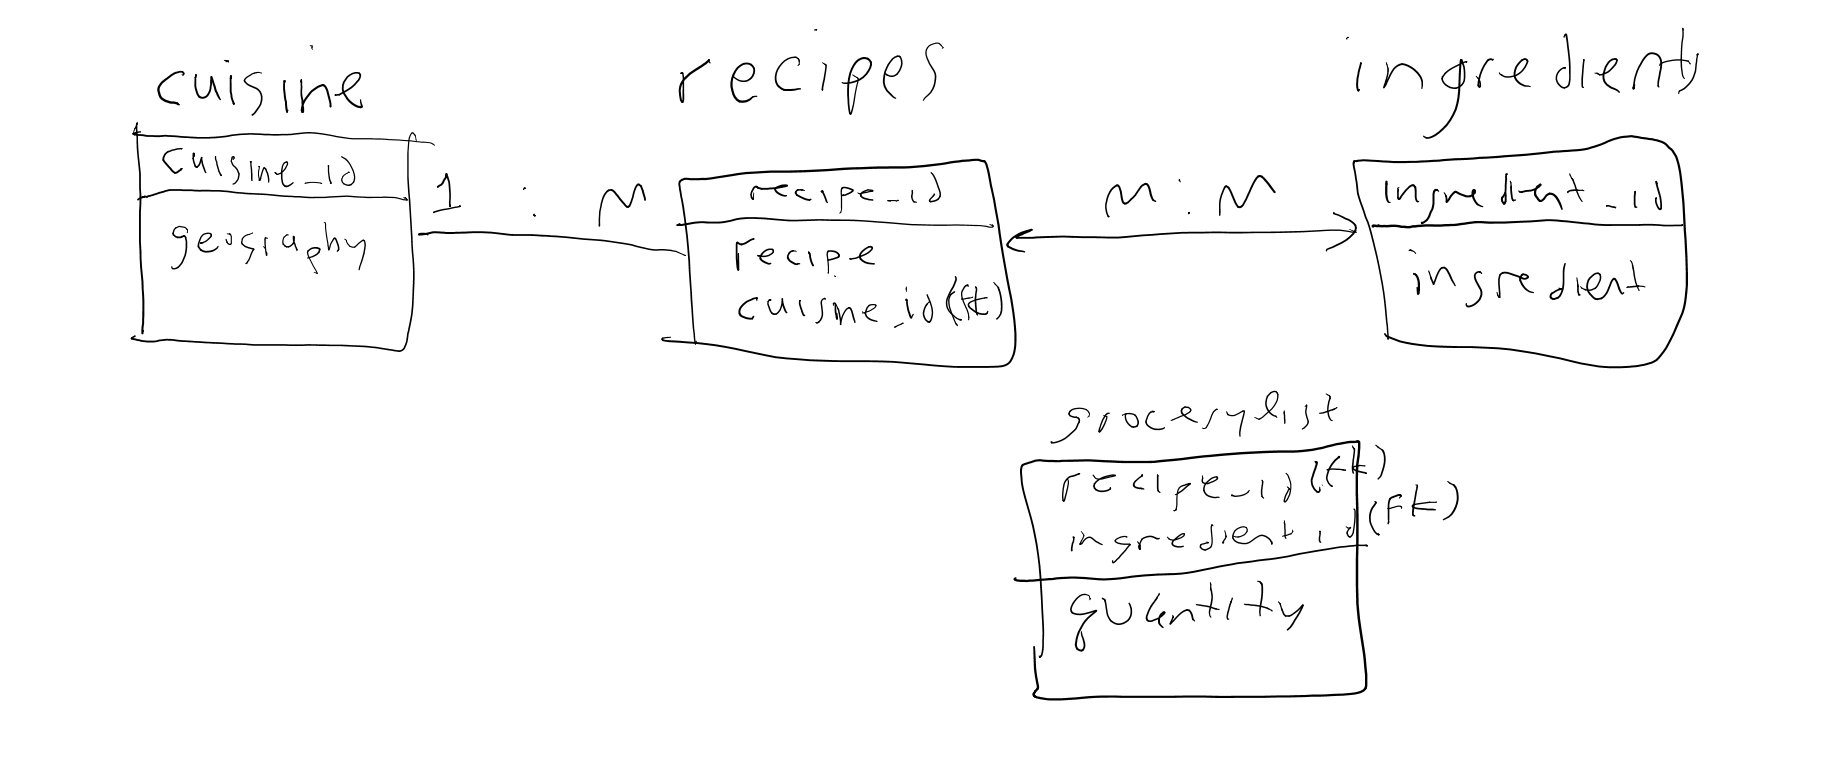 cuisine
cuisine_id
geography
1 : M
recipes
recipe_id
recipe
cuisine_id (fk)
M : M
ingredients
ingredient_id
ingredient
grocerylist
recipe_id (fk)
ingredient_id (fk)
quantity